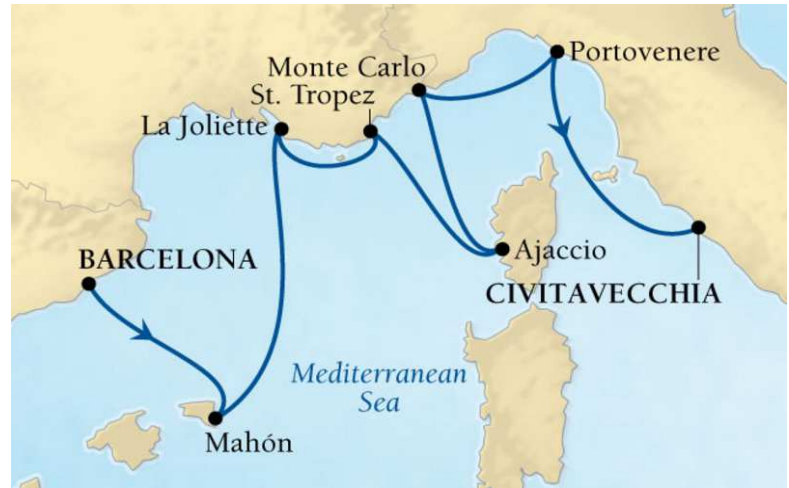 Portovenere
Monte Carlo
St. Tropez
La Joliette
BARCELONA
Ajaccio
CIVITAVECCHIA
Mediterranean
Sea
Mahón